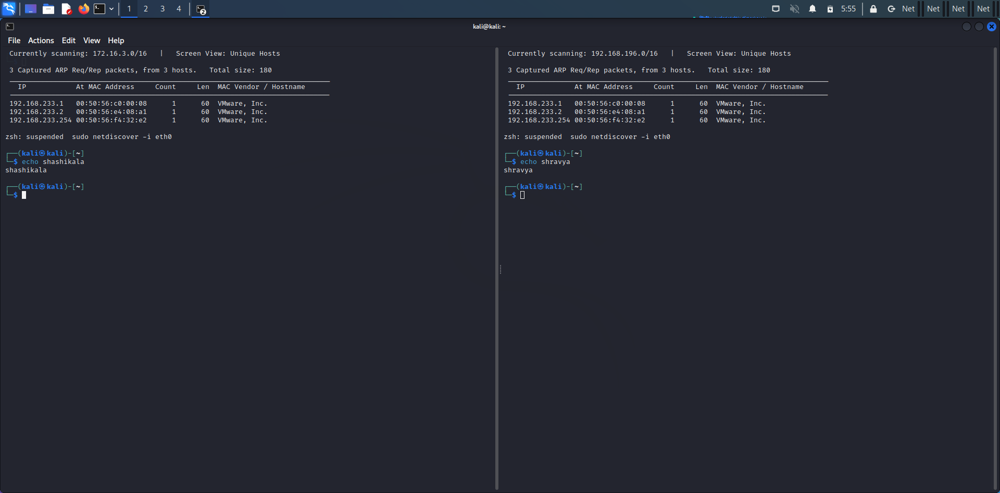 1 2 3 4 2 5:55 Net Net Net Net
kali@kali: ~
File Actions Edit View Help
Currently scanning: 172.16.3.0/16 | Screen View: Unique Hosts
3 Captured ARP Req/Rep packets, from 3 hosts. Total size: 180
IP At MAC Address Count Len MAC Vendor / Hostname
192.168.233.1 00:50:56:c0:00:08 1 60 VMware, Inc.
192.168.233.2 00:50:56:e4:08:a1 1 60 VMware, Inc.
192.168.233.254 00:50:56:f4:32:e2 1 60 VMware, Inc.
zsh: suspended sudo netdiscover -i eth0
┌──(kali㉿kali)-[~]
└─$ echo shashikala
shashikala
┌──(kali㉿kali)-[~]
└─$
Currently scanning: 192.168.196.0/16 | Screen View: Unique Hosts
3 Captured ARP Req/Rep packets, from 3 hosts. Total size: 180
IP At MAC Address Count Len MAC Vendor / Hostname
192.168.233.1 00:50:56:c0:00:08 1 60 VMware, Inc.
192.168.233.2 00:50:56:e4:08:a1 1 60 VMware, Inc.
192.168.233.254 00:50:56:f4:32:e2 1 60 VMware, Inc.
zsh: suspended sudo netdiscover -i eth0
┌──(kali㉿kali)-[~]
└─$ echo shravya
shravya
┌──(kali㉿kali)-[~]
└─$